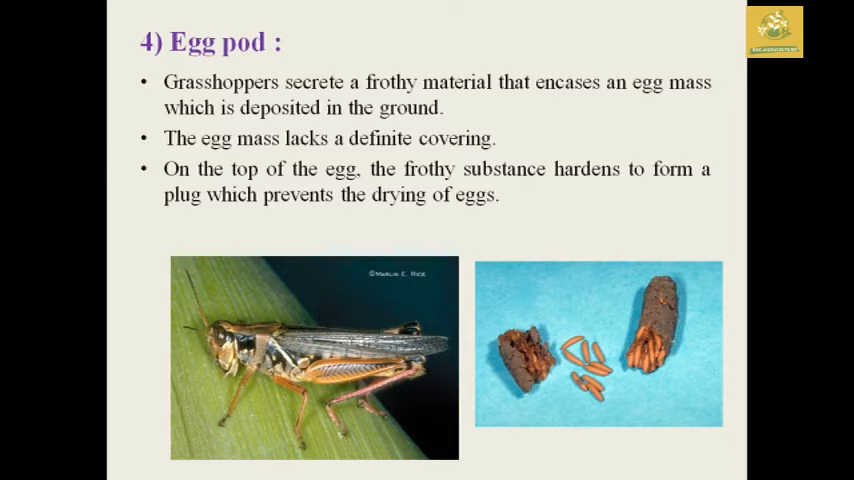 4) Egg pod :
• Grasshoppers secrete a frothy material that encases an egg mass
which is deposited in the ground.
• The egg mass lacks a definite covering.
• On the top of the egg, the frothy substance hardens to form a
plug which prevents the drying of eggs.
©Marlin E. Rice